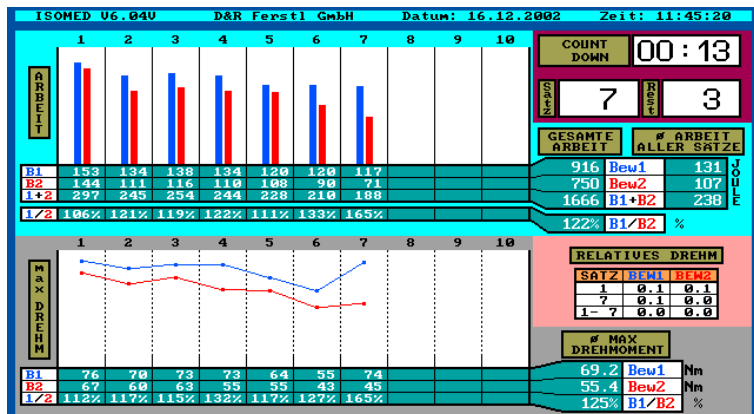 ISOMED V6.04V D&R Ferstl GmbH Datum: 16.12.2002 Zeit: 11:45:20
1 2 3 4 5 6 7 8 9 10
ARBEIT
COUNT DOWN 00:13
Satz 7 Rest 3
GESAMTE ARBEIT
ø ARBEIT ALLER SÄTZE
B1 153 134 138 134 120 120 117
B2 144 111 116 110 108 90 71
1+2 297 245 254 244 228 210 188
1/2 106% 121% 119% 122% 111% 133% 165%
916 Bew1 131
750 Bew2 107
1666 B1+B2 238
JOULE
122% B1/B2 %
1 2 3 4 5 6 7 8 9 10
Max DREHM
RELATIVES DREHM
SATZ BEW1 BEW2
1 0.1 0.1
7 0.1 0.0
1- 7 0.0 0.0
ø MAX
DREHMOMENT
B1 76 70 73 73 64 55 74
B2 67 60 63 55 55 43 45
1/2 112% 117% 115% 132% 117% 127% 165%
69.2 Bew1 Nm
55.4 Bew2 Nm
125% B1/B2 %